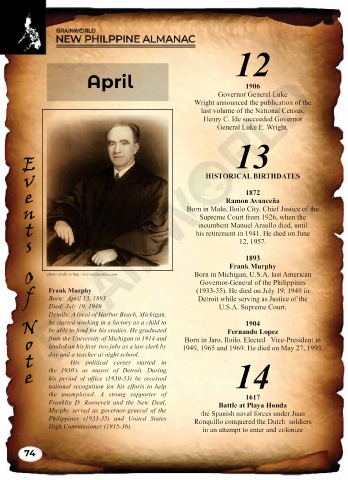 BRAINWORLD
NEW PHILPPINE ALMANAC
April
Events Of Note
Frank Murphy
Born: April 13, 1893
Died: July 19, 1949
Details: A local of Harbor Beach, Michigan,
he started working in a factory as a child to
be able to fend for his studies. He graduated
from the University of Michigan in 1914 and
landed on his first two jobs as a law clerk by
day and a teacher at night school.
His political career started in
the 1930's as mayor of Detroit. During
his period of office (1930-33) he received
national recognition for his efforts to help
the unemployed. A strong supporter of
Franklin D. Roosevelt and the New Deal,
Murphy served as governor-general of the
Philippines (1933-35) and United States
High Commissioner (1935-36).
12
1906
Governor General Luke
Wright announced the publication of the
last volume of the National Census.
Henry C. Ide succeeded Governor
General Luke E. Wright.
13
HISTORICAL BIRTHDATES
1872
Ramon Avanceña
Born in Malo, Iloilo City. Chief Justice of the
Supreme Court from 1926, when the
incumbent Manuel Araullo died, until
his retirement in 1941. He died on June
12, 1957.
1893
Frank Murphy
Born in Michigan, U.S.A. last American
Governor-General of the Philippines
(1933-35). He died on July 19, 1949 in
Detroit while serving as Justice of the
U.S.A. Supreme Court.
1904
Fernando Lopez
Born in Jaro, Iloilo. Elected Vice-President in
1949, 1965 and 1969. He died on May 27, 1993.
14
1617
Battle at Playa Honda
the Spanish naval forces under Juan
Ronquillo conquered the Dutch soldiers
in an attempt to enter and colonize
74